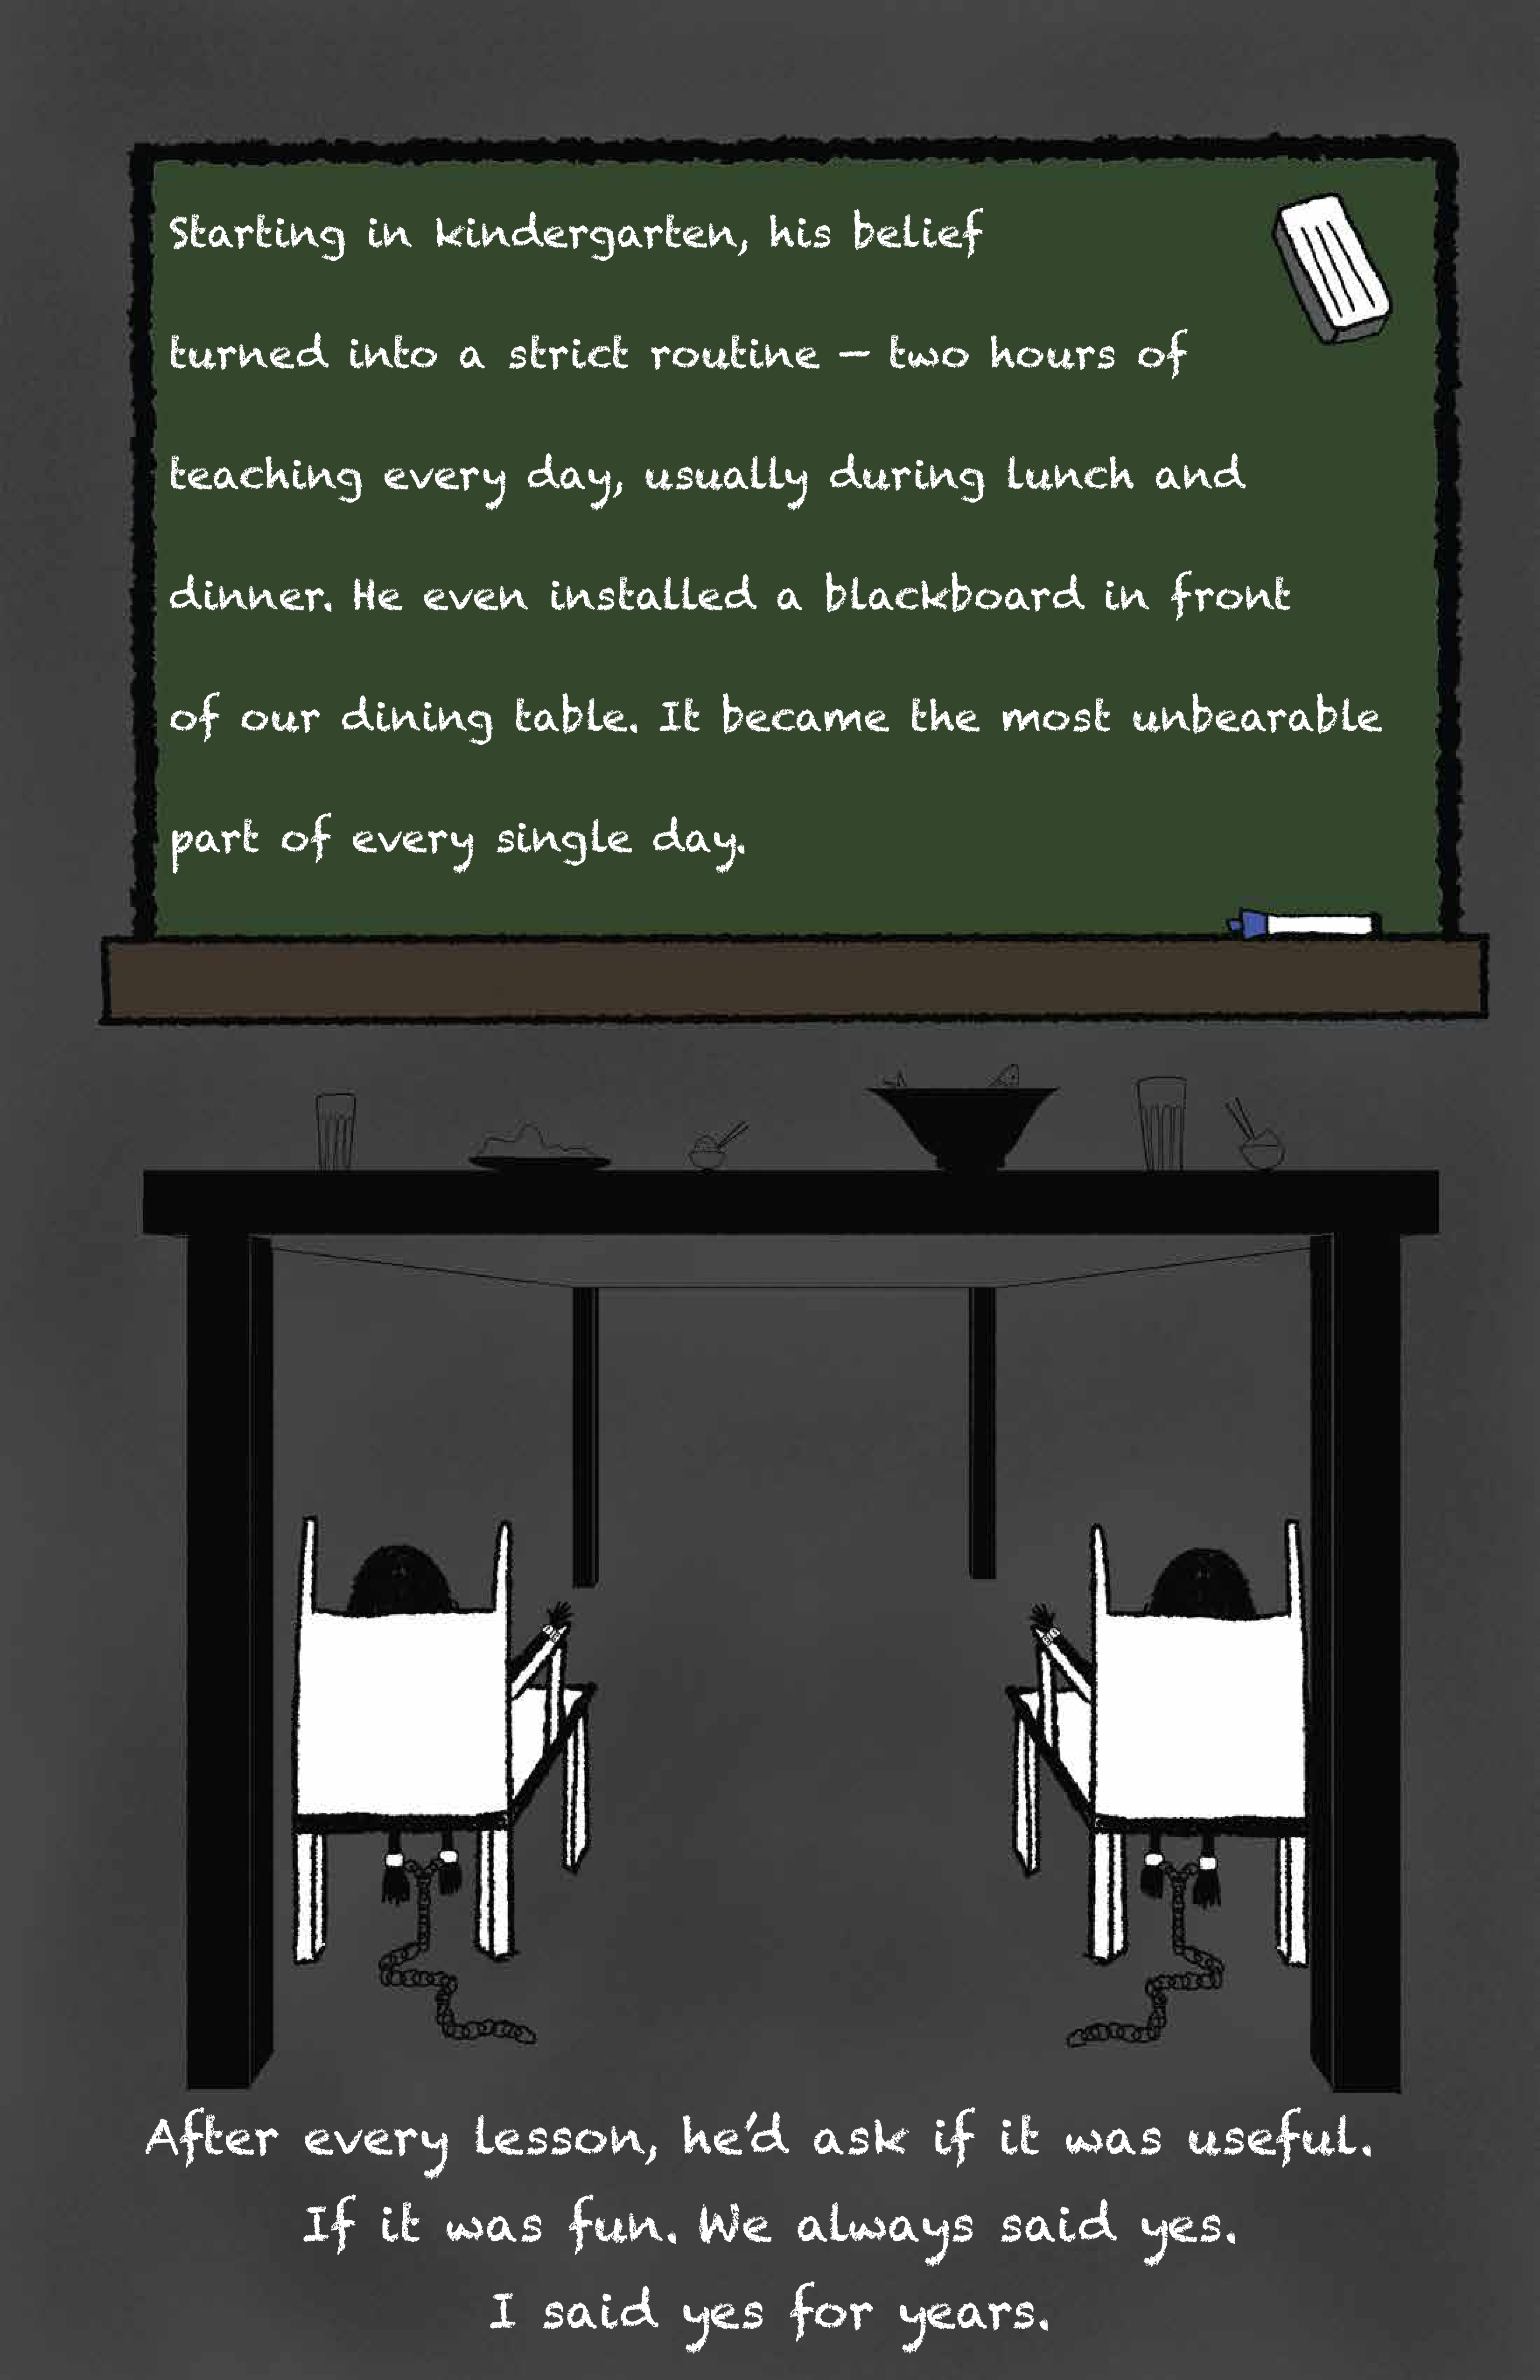 Starting in kindergarten, his belief
turned into a strict routine – two hours of
teaching every day, usually during lunch and
dinner. He even installed a blackboard in front
of our dining table. It became the most unbearable
part of every single day.
After every lesson, he'd ask if it was useful.
If it was fun. We always said yes.
I said yes for years.